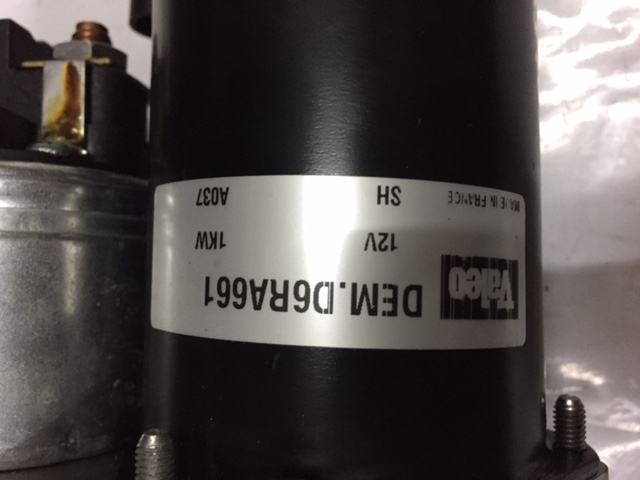 Valeo DEM.D6RA661
12V 1KW
MADE IN FRANCE SH A037